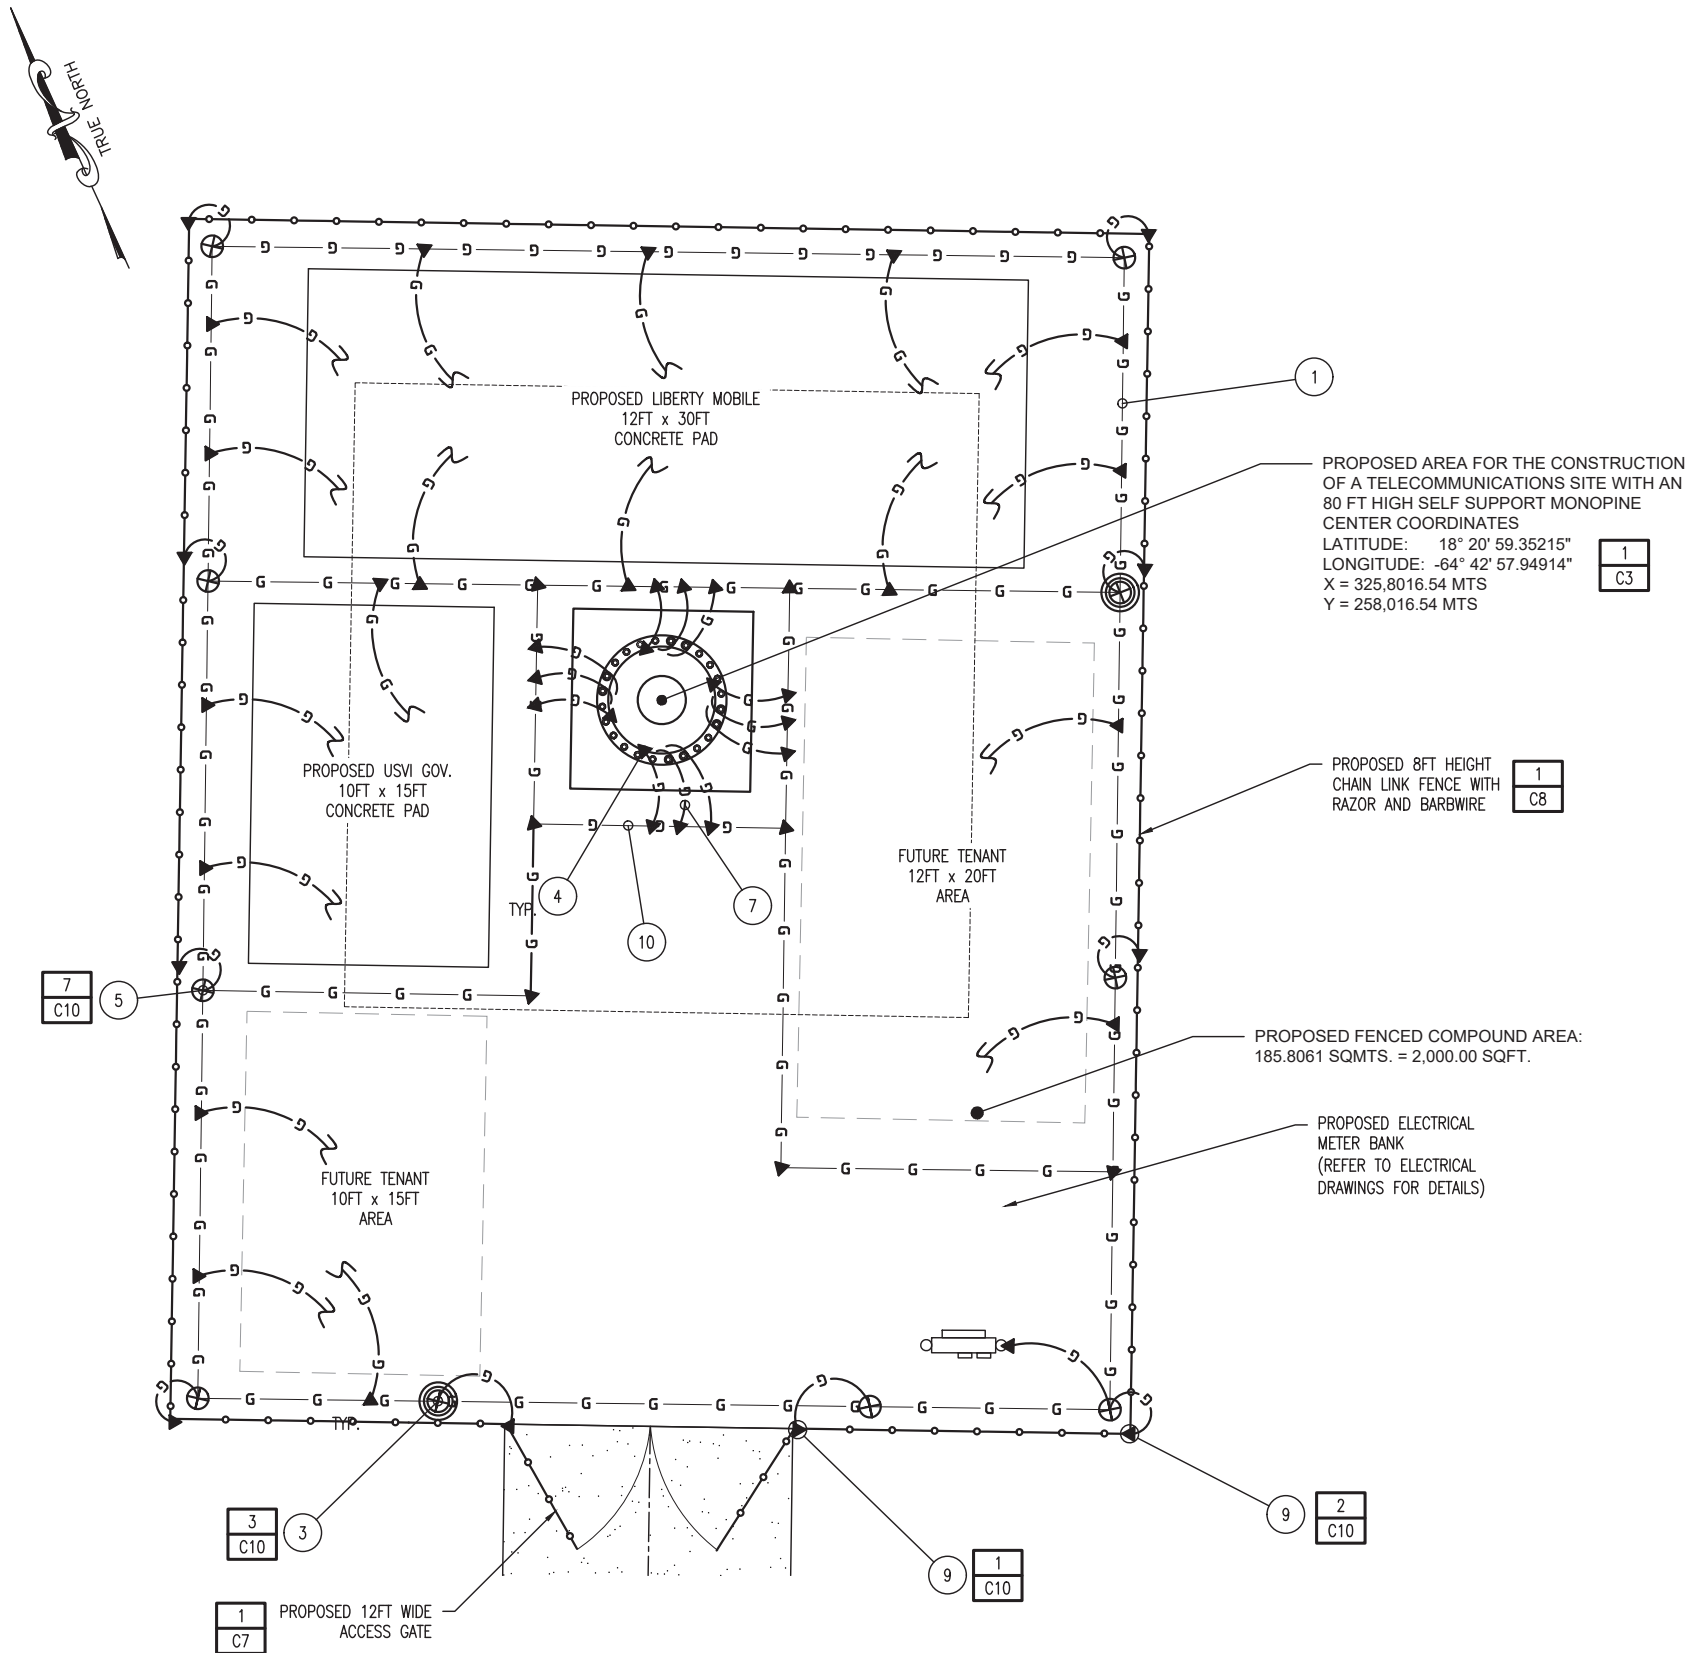 TRUE NORTH
PROPOSED LIBERTY MOBILE
12FT x 30FT
CONCRETE PAD
1
PROPOSED AREA FOR THE CONSTRUCTION
OF A TELECOMMUNICATIONS SITE WITH AN
80 FT HIGH SELF SUPPORT MONOPINE
CENTER COORDINATES
LATITUDE: 18° 20' 59.35215"
LONGITUDE: -64° 42' 57.94914"
X = 325,8016.54 MTS
Y = 258,016.54 MTS
1
C3
PROPOSED USVI GOV.
10FT x 15FT
CONCRETE PAD
PROPOSED 8FT HEIGHT
CHAIN LINK FENCE WITH
RAZOR AND BARBWIRE
1
C8
FUTURE TENANT
12FT x 20FT
AREA
TYP.
4
10
7
7
C10
5
PROPOSED FENCED COMPOUND AREA:
185.8061 SQMTS. = 2,000.00 SQFT.
PROPOSED ELECTRICAL
METER BANK
(REFER TO ELECTRICAL
DRAWINGS FOR DETAILS)
FUTURE TENANT
10FT x 15FT
AREA
G G G G G G G G G G G G
TYP.
3
C10
3
9
1
C10
9
2
C10
1
C7
PROPOSED 12FT WIDE
ACCESS GATE